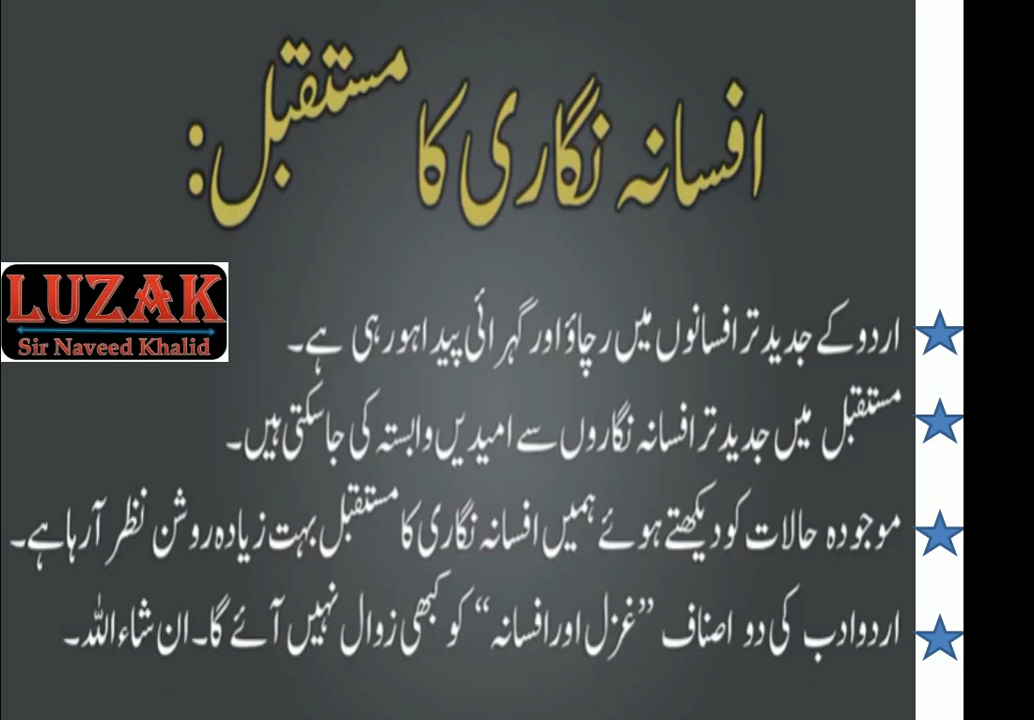 افسانہ نگاری کا مستقبل:
LUZAK
Sir Naveed Khalid
اردو کے جدید تر افسانوں میں رچاؤ اور گہرائی پیدا ہو رہی ہے۔
مستقبل میں جدید تر افسانہ نگاروں سے امیدیں وابستہ کی جاسکتی ہیں۔
موجودہ حالات کو دیکھتے ہوئے ہمیں افسانہ نگاری کا مستقبل بہت زیادہ روشن نظر آرہا ہے۔
اردو ادب کی دو اصناف ”غزل اور افسانہ“ کو کبھی زوال نہیں آئے گا۔ ان شاء اللہ۔